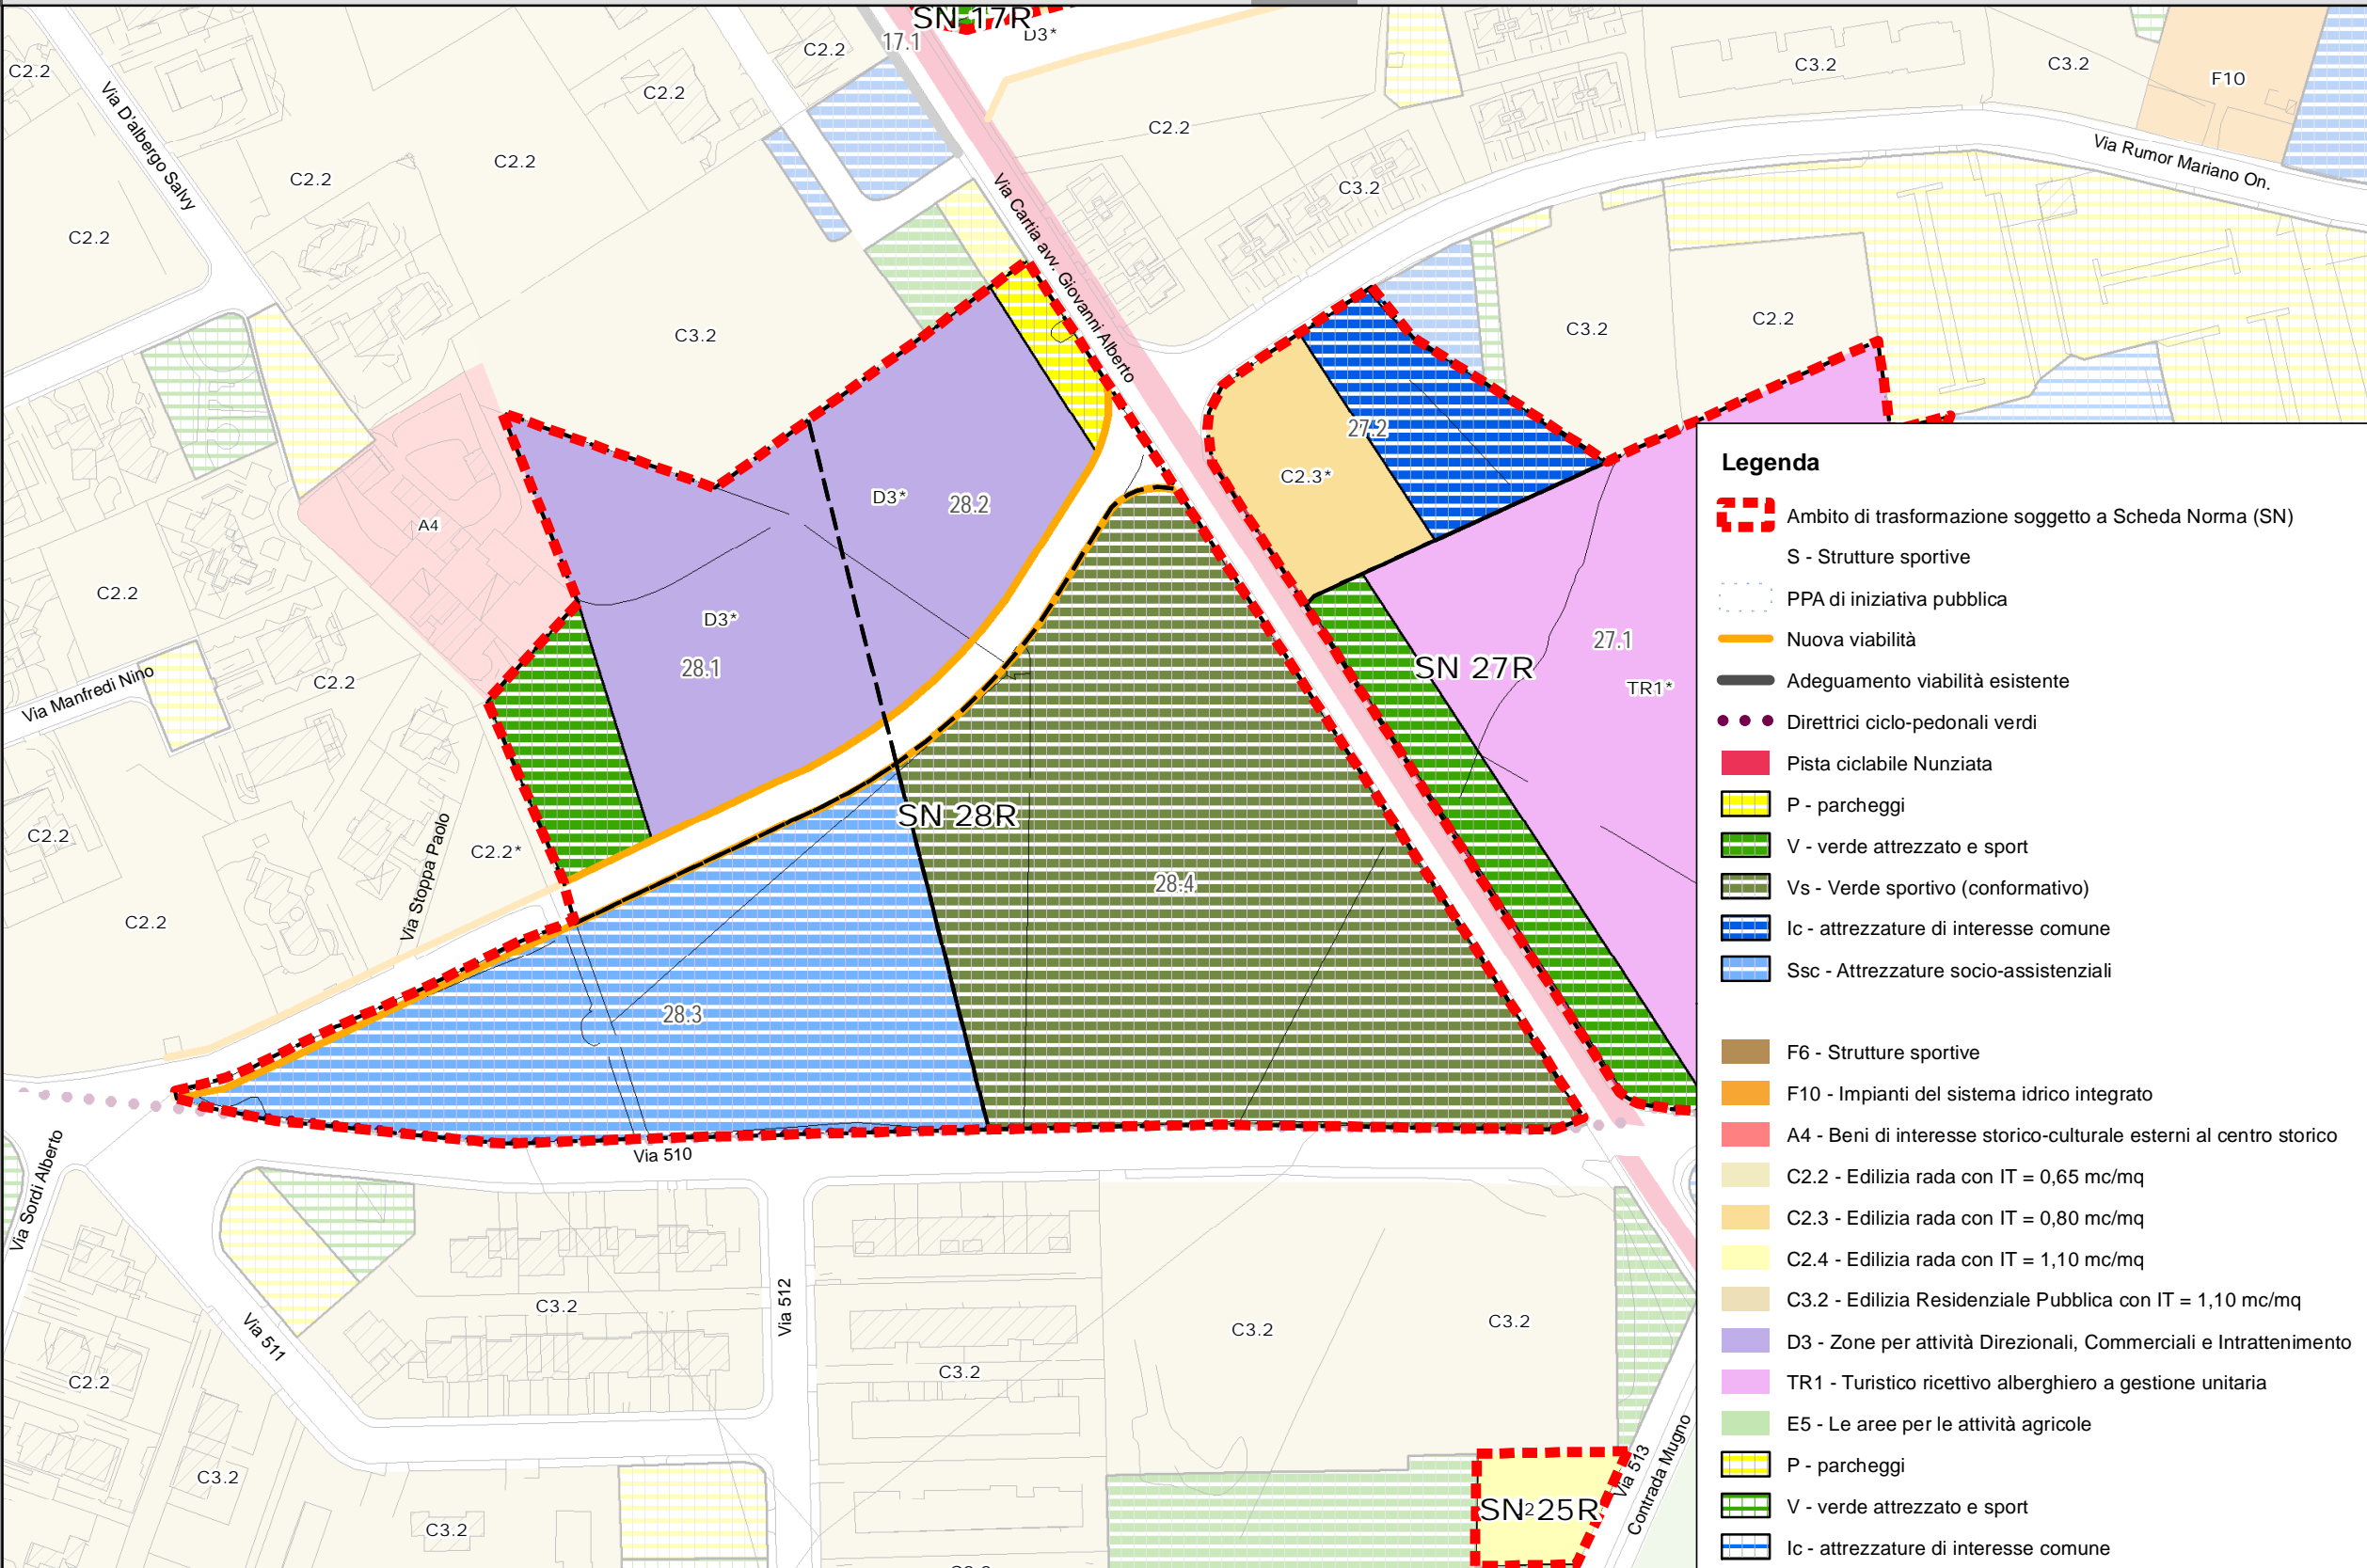 SN 17R
17.1
D3*
C2.2
C2.2
C3.2
C3.2
F10
C2.2
C2.2
C2.2
C2.2
Via D'albergo Salvy
C2.2
C3.2
Via Rumor Mariano On.
Via Cartia avv. Giovanni Alberto
C2.2
C3.2
C3.2
C2.2
27.2
C2.3*
D3*
28.2
A4
C2.2
D3*
28.1
27.1
SN 27R
TR1*
Via Manfredi Nino
C2.2
SN 28R
C2.2
C2.2*
Via Stoppa Paolo
28.4
C2.2
28.3
Via 510
Via Sordi Alberto
Via 511
C3.2
Via 512
C3.2
C3.2
C3.2
C2.2
C3.2
C3.2
SN 25R
2
Via 513
Contrada Mugno
Legenda
Ambito di trasformazione soggetto a Scheda Norma (SN)
S - Strutture sportive
PPA di iniziativa pubblica
Nuova viabilità
Adeguamento viabilità esistente
Direttrici ciclo-pedonali verdi
Pista ciclabile Nunziata
P - parcheggi
V - verde attrezzato e sport
Vs - Verde sportivo (conformativo)
Ic - attrezzature di interesse comune
Ssc - Attrezzature socio-assistenziali
F6 - Strutture sportive
F10 - Impianti del sistema idrico integrato
A4 - Beni di interesse storico-culturale esterni al centro storico
C2.2 - Edilizia rada con IT = 0,65 mc/mq
C2.3 - Edilizia rada con IT = 0,80 mc/mq
C2.4 - Edilizia rada con IT = 1,10 mc/mq
C3.2 - Edilizia Residenziale Pubblica con IT = 1,10 mc/mq
D3 - Zone per attività Direzionali, Commerciali e Intrattenimento
TR1 - Turistico ricettivo alberghiero a gestione unitaria
E5 - Le aree per le attività agricole
P - parcheggi
V - verde attrezzato e sport
Ic - attrezzature di interesse comune